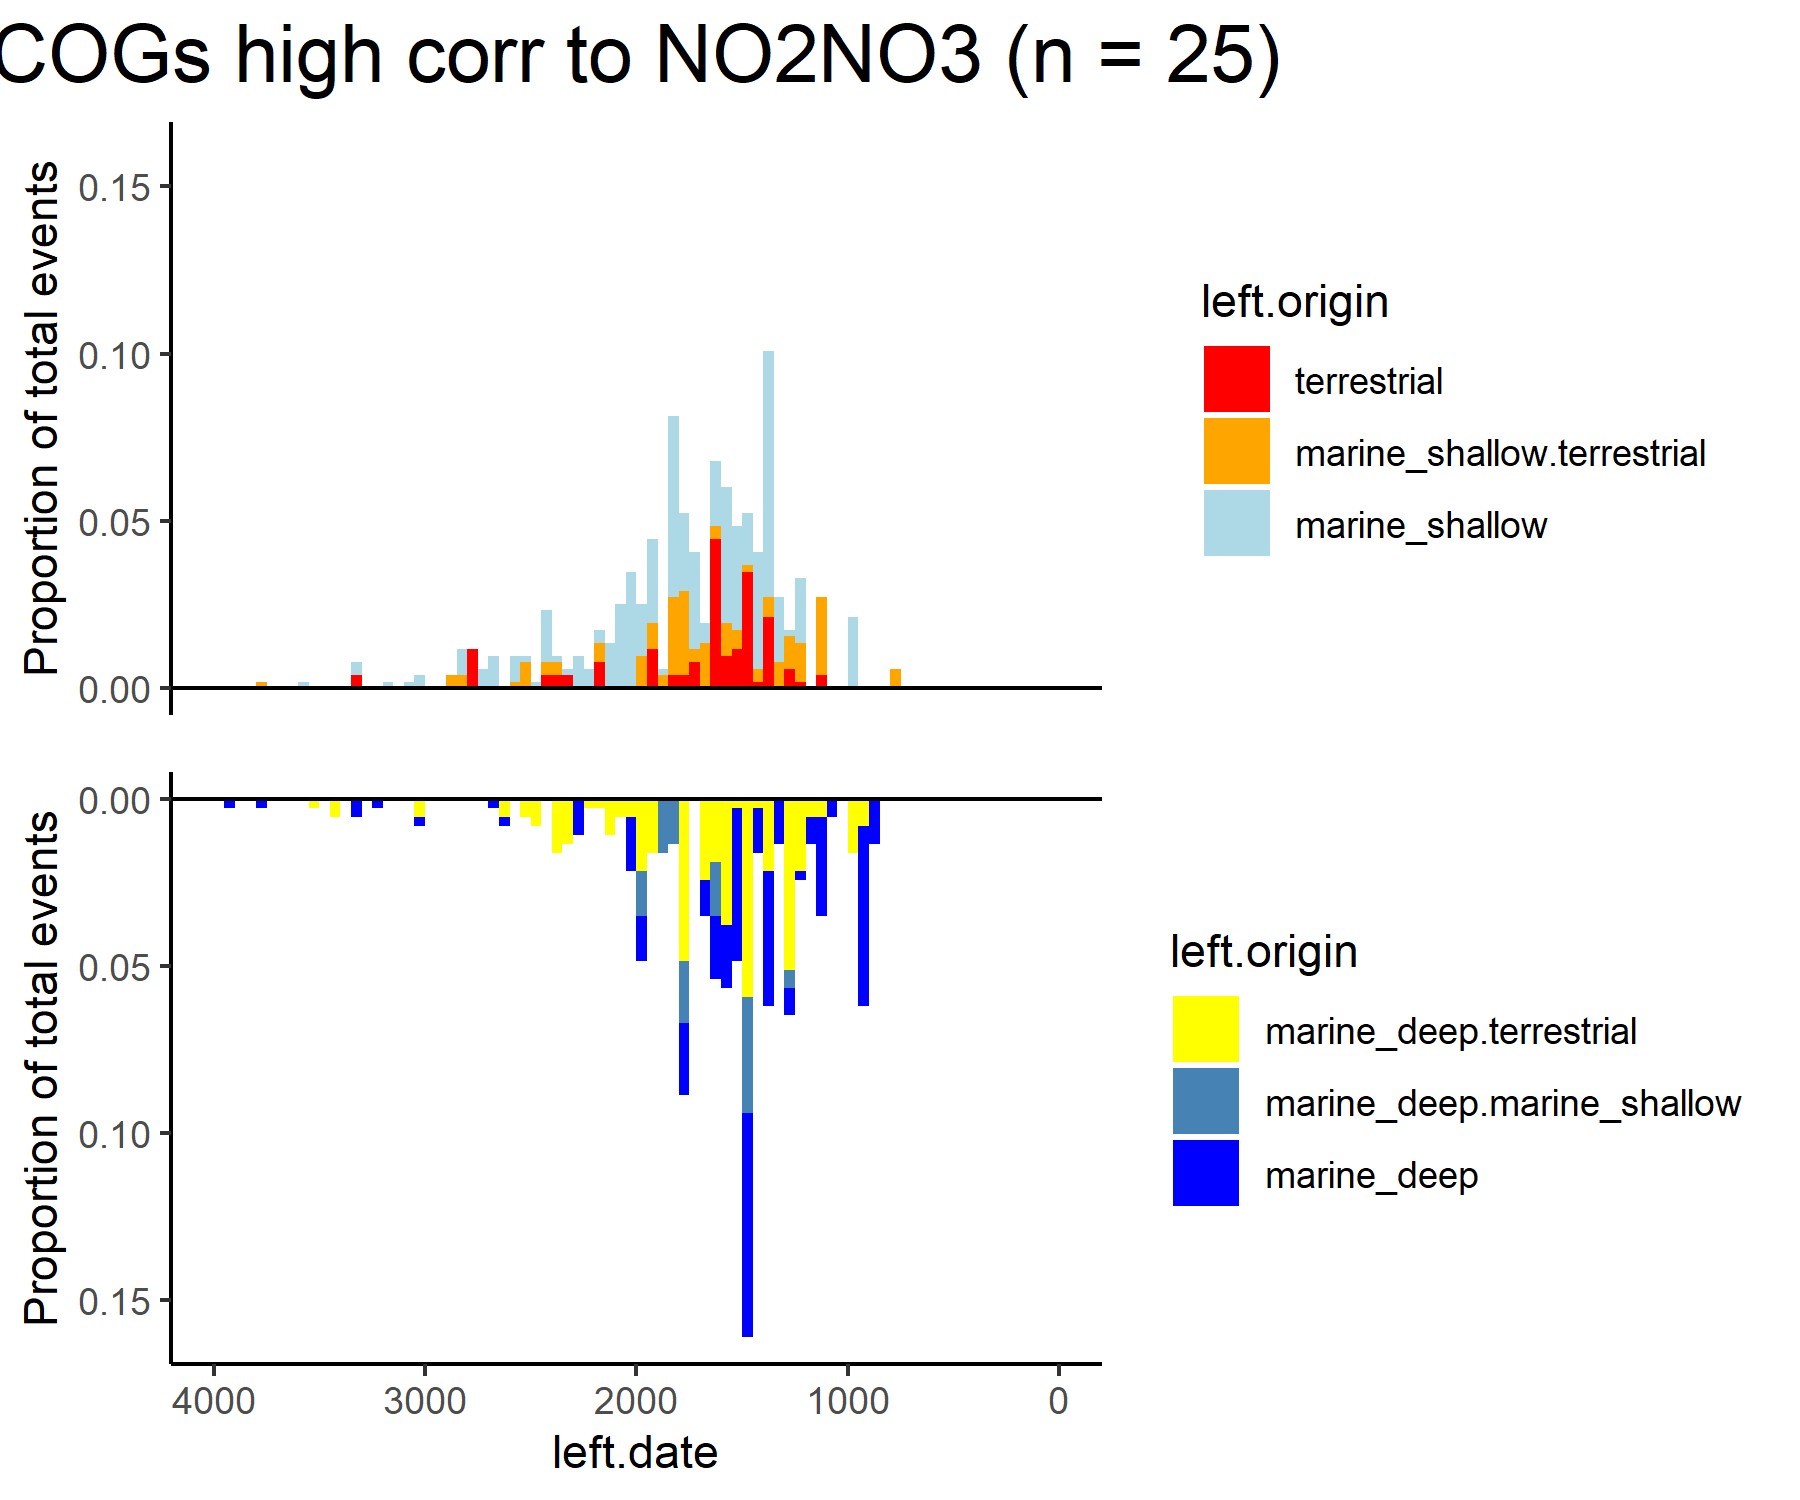 COGs high corr to NO2NO3 (n = 25)
Proportion of total events
0.15
0.10
0.05
0.00
left.origin
terrestrial
marine_shallow.terrestrial
marine_shallow
Proportion of total events
0.00
0.05
0.10
0.15
left.origin
marine_deep.terrestrial
marine_deep.marine_shallow
marine_deep
4000 3000 2000 1000 0
left.date